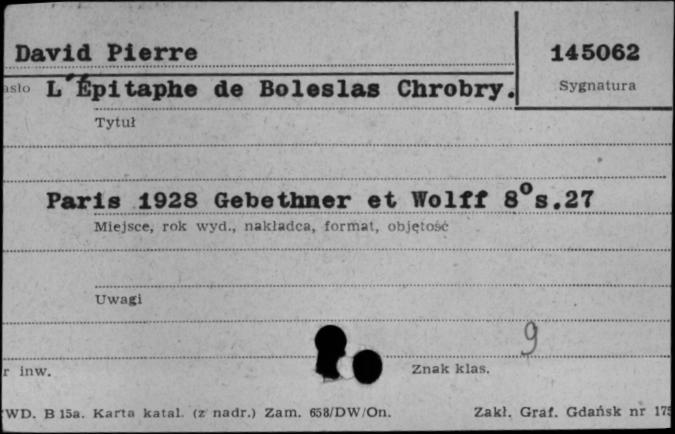 David Pierre 145062
asło L'Épitaphe de Boleslas Chrobry. Sygnatura
Tytuł
Paris 1928 Gebethner et Wolff 8° s.27
Miejsce, rok wyd., nakładca, format, objętość
Uwagi
9
r inw. Znak klas.
WD. B 15a. Karta katal. (z nadr.) Zam. 658/DW/On. Zakł. Graf. Gdańsk nr 175